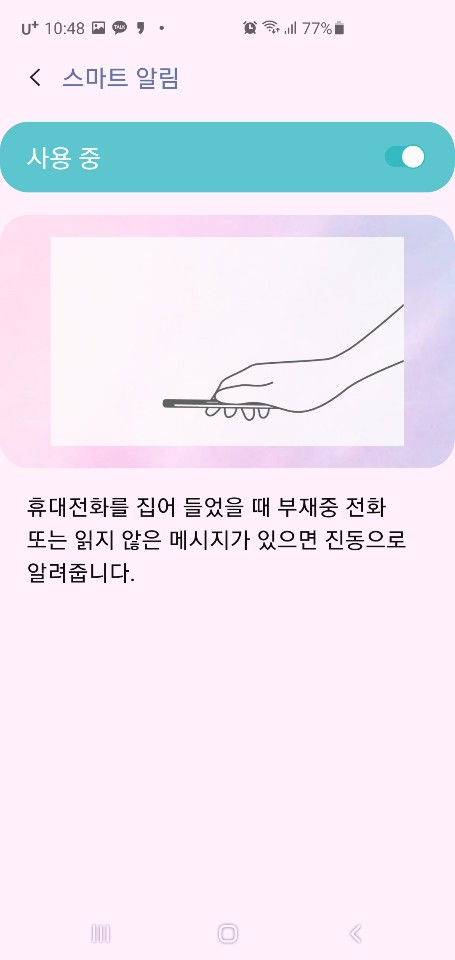 U+ 10:48 TALK 77%
스마트 알림
사용 중
휴대전화를 집어 들었을 때 부재중 전화
또는 읽지 않은 메시지가 있으면 진동으로
알려줍니다.